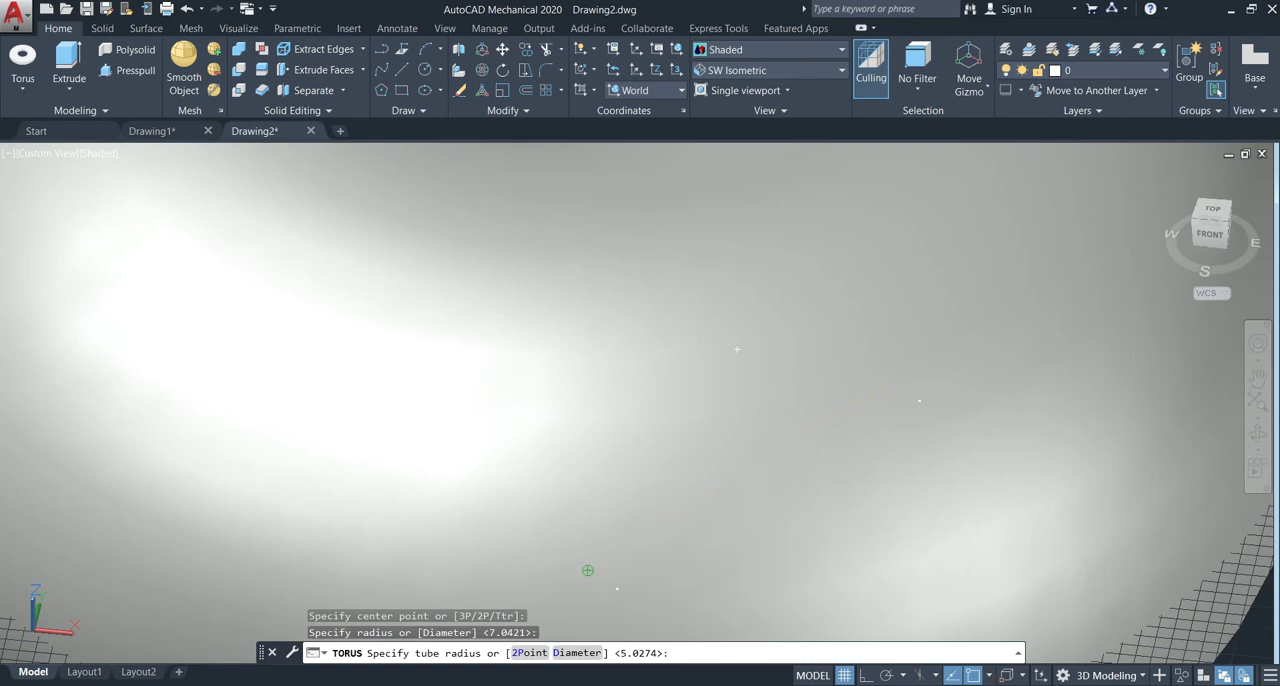 AutoCAD Mechanical 2020 Drawing2.dwg
Type a keyword or phrase
Sign In
Home Solid Surface Mesh Visualize Parametric Insert Annotate View Manage Output Add-ins Collaborate Express Tools Featured Apps
Torus
Extrude
Polysolid
Presspull
Modeling
Smooth
Object
Mesh
Extract Edges
Extrude Faces
Separate
Solid Editing
Draw
Modify
World
Coordinates
Shaded
SW Isometric
Single viewport
View
Culling
No Filter
Move
Gizmo
Selection
0
Move to Another Layer
Layers
Group
Groups
Base
View
Start Drawing1* Drawing2*
[−][Custom View][Shaded]
TOP
FRONT
W
E
S
WCS
Z
X
Specify center point or [3P/2P/Ttr]:
Specify radius or [Diameter] <7.0421>:
TORUS Specify tube radius or [2Point Diameter] <5.0274>:
Model Layout1 Layout2
MODEL
3D Modeling